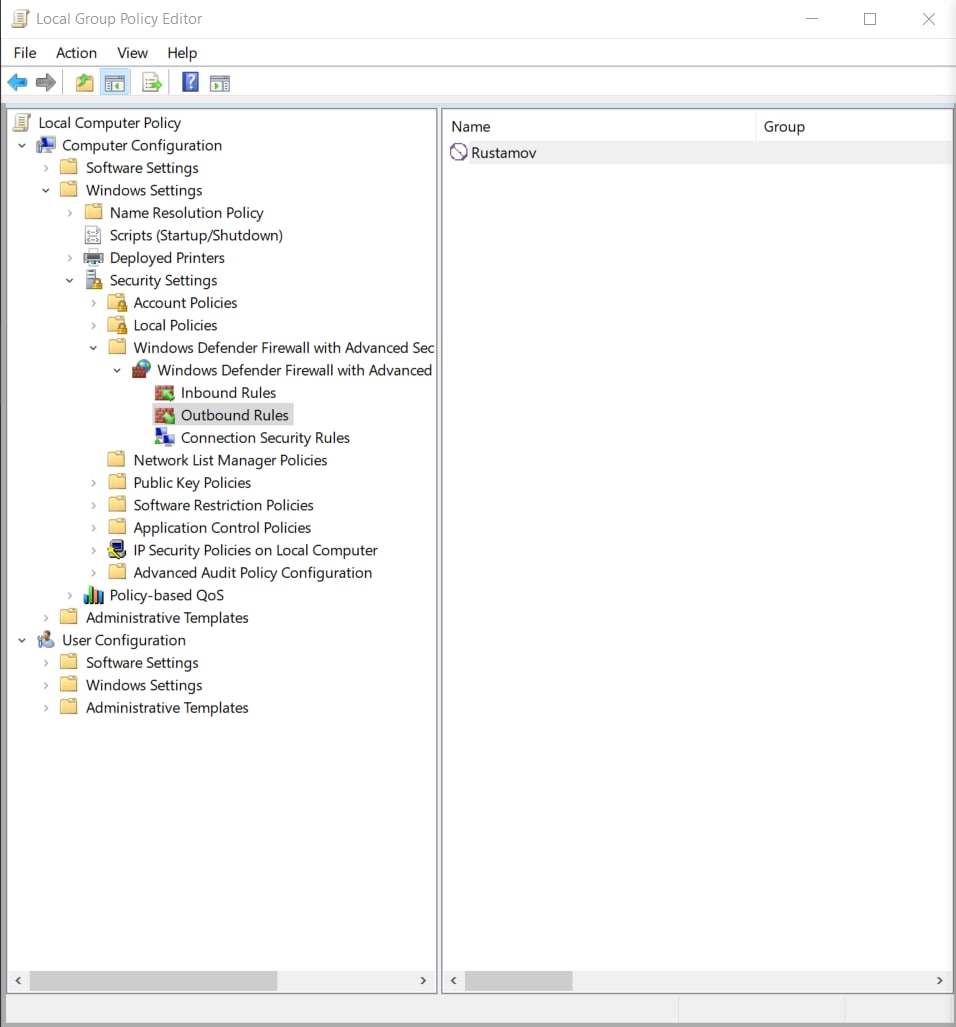 Local Group Policy Editor
File Action View Help
Local Computer Policy
Computer Configuration
Software Settings
Windows Settings
Name Resolution Policy
Scripts (Startup/Shutdown)
Deployed Printers
Security Settings
Account Policies
Local Policies
Windows Defender Firewall with Advanced Sec
Windows Defender Firewall with Advanced
Inbound Rules
Outbound Rules
Connection Security Rules
Network List Manager Policies
Public Key Policies
Software Restriction Policies
Application Control Policies
IP Security Policies on Local Computer
Advanced Audit Policy Configuration
Policy-based QoS
Administrative Templates
User Configuration
Software Settings
Windows Settings
Administrative Templates
Name Group
Rustamov